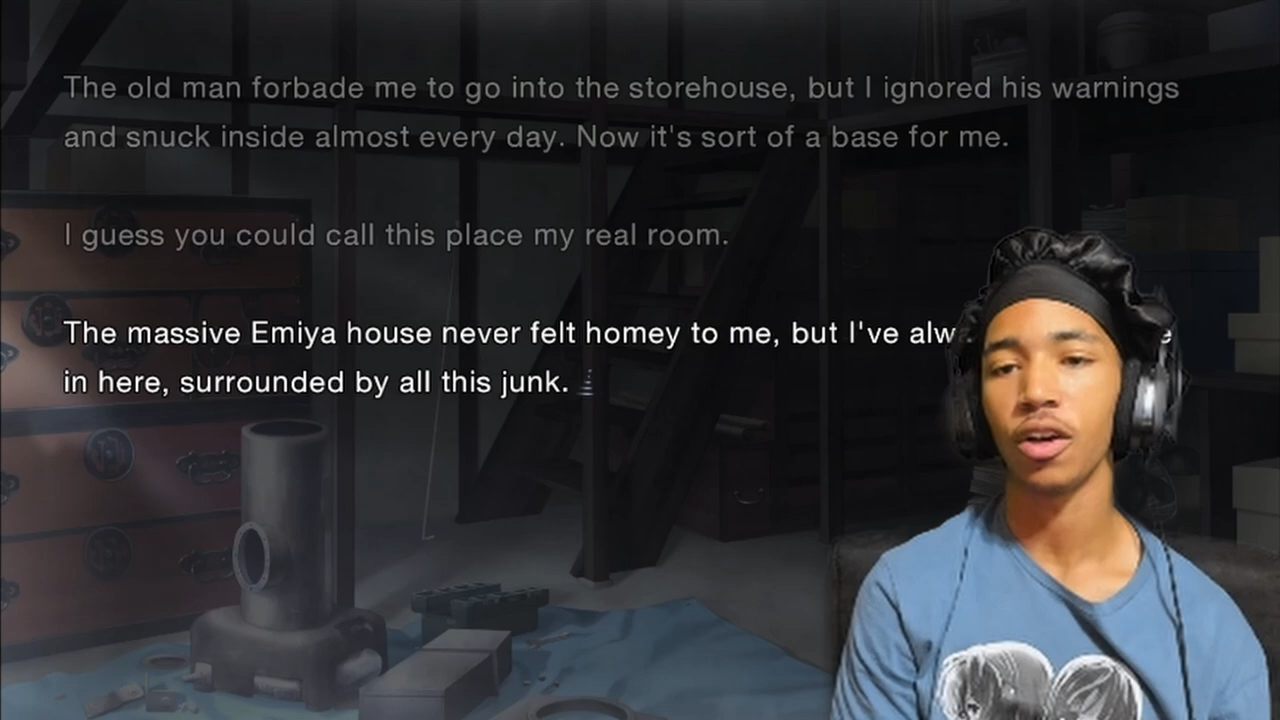 The old man forbade me to go into the storehouse, but I ignored his warnings
and snuck inside almost every day. Now it's sort of a base for me.
I guess you could call this place my real room.
The massive Emiya house never felt homey to me, but I've
in here, surrounded by all this junk.